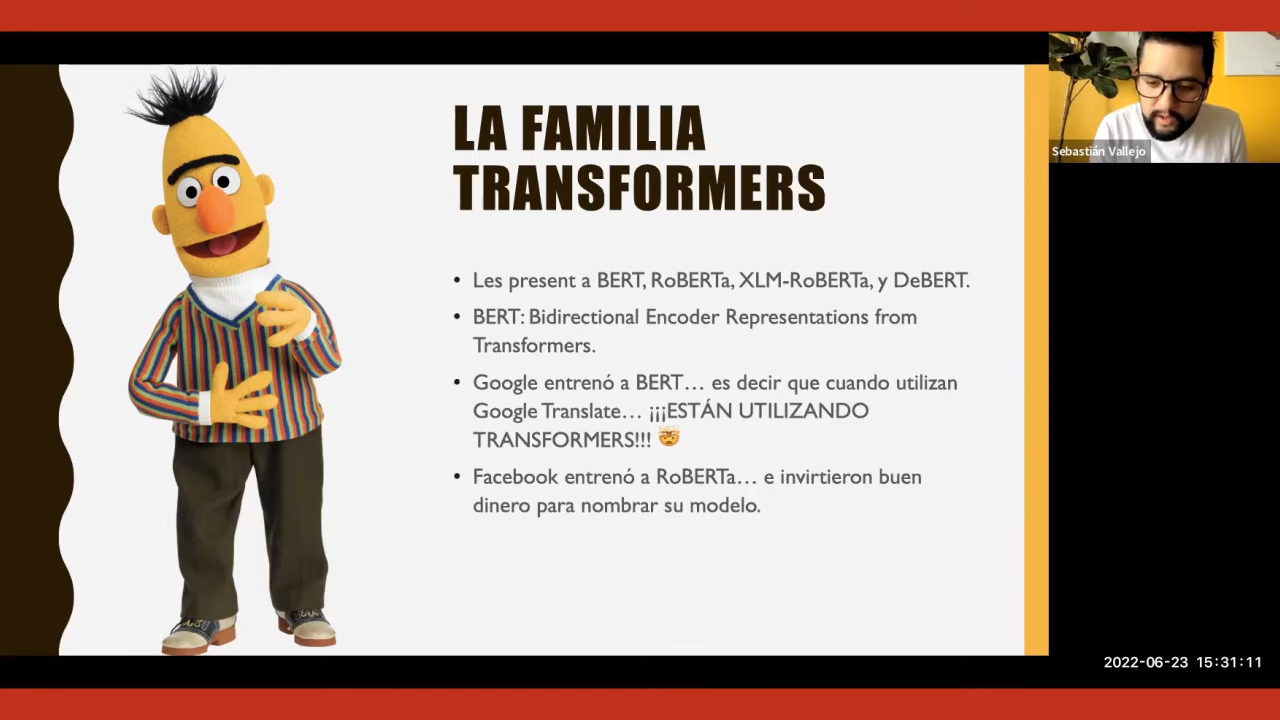 LA FAMILIA
TRANSFORMERS
• Les present a BERT, RoBERTa, XLM-RoBERTa, y DeBERT.
• BERT: Bidirectional Encoder Representations from
Transformers.
• Google entrenó a BERT… es decir que cuando utilizan
Google Translate… ¡¡¡ESTÁN UTILIZANDO
TRANSFORMERS!!! 🤯
• Facebook entrenó a RoBERTa… e invirtieron buen
dinero para nombrar su modelo.
Sebastián Vallejo
2022-06-23 15:31:11